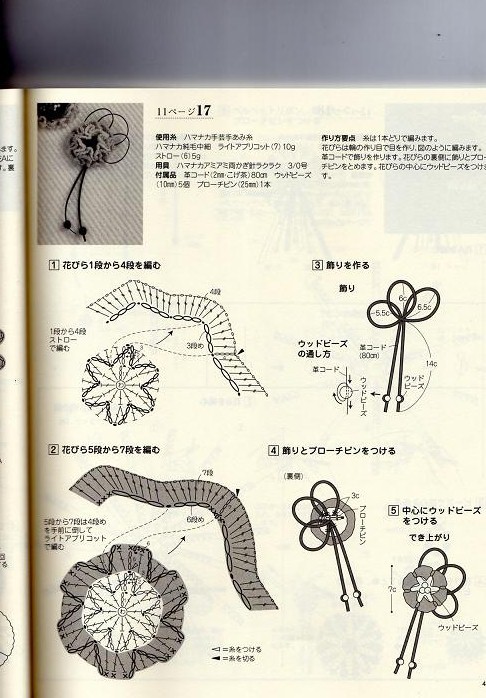 11ページ17
使用糸 ハマナカ手芸手あみ糸
ハマナカ純毛中細 ライトアプリコット(7)10g
ストロー(6)5g
用具 ハマナカアミアミ両かぎ針ラクラク 3/0号
付属品 革コード(2mm・こげ茶)80cm ウッドビーズ
(10mm)5個 ブローチピン(25mm)1本
作り方要点 糸は1本どりで編みます。
花びらは輪の作り目で目を作り、図のように編みます。
革コードで飾りを作ります。花びらの裏側に飾りとブロー
チピンをとめます。花びらの中心にウッドビーズをつけ
す。
1 花びら1段から4段を編む
4段
1段から4段
ストロー
で編む
3段め
3 飾りを作る
飾り
6c
5.5c
6.5c
ウッドビーズ
の通し方
革コード
(80cm)
14c
革コード
ウッドビーズ
ウッド
ビーズ
2 花びら5段から7段を編む
7段
6段め
5段から7段は4段め
を手前に倒して
ライトアプリコット
で編む
=糸をつける
=糸を切る
4 飾りとブローチピンをつける
(裏側)
3c
ブローチピン
5 中心にウッドビーズ
をつける
でき上がり
7c
ウッドビーズ
4